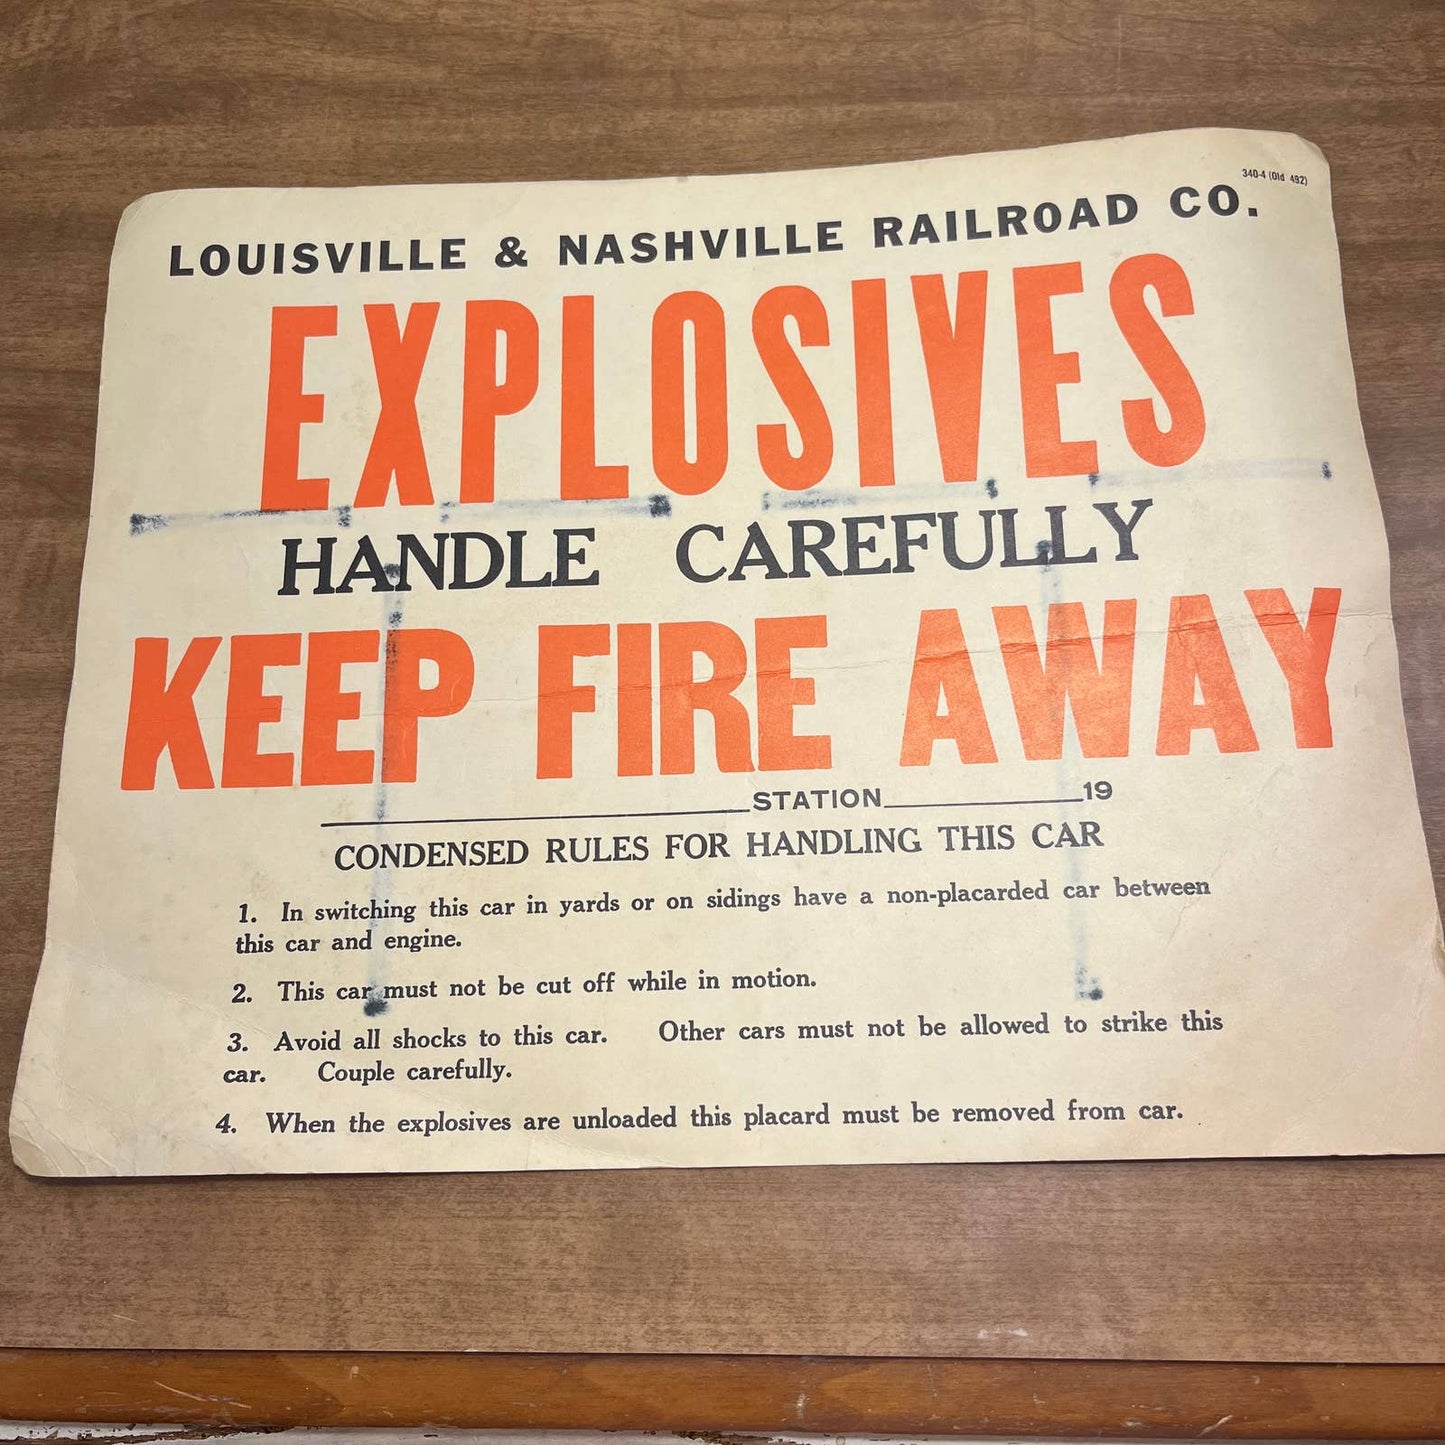 340-4 (Old 492)
LOUISVILLE & NASHVILLE RAILROAD CO.
EXPLOSIVES
HANDLE CAREFULLY
KEEP FIRE AWAY
STATION 19
CONDENSED RULES FOR HANDLING THIS CAR
1. In switching this car in yards or on sidings have a non-placarded car between
this car and engine.
2. This car must not be cut off while in motion.
3. Avoid all shocks to this car. Other cars must not be allowed to strike this
car. Couple carefully.
4. When the explosives are unloaded this placard must be removed from car.